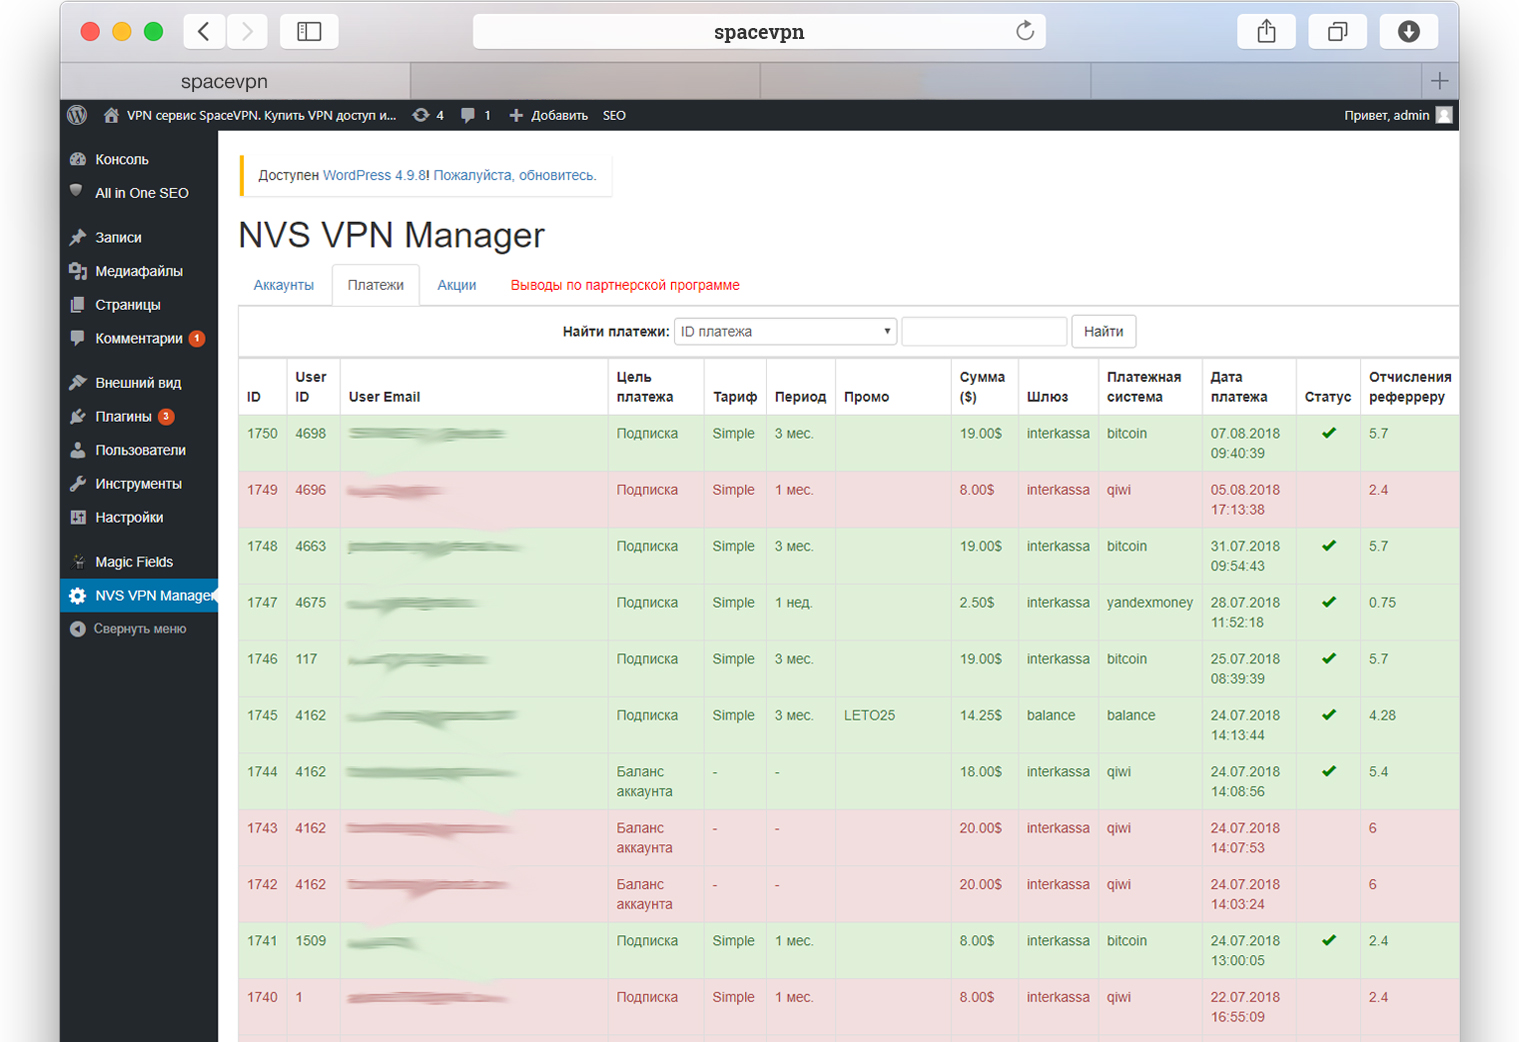 spacevpn
spacevpn
VPN сервис SpaceVPN. Купить VPN доступ и... 4 1 Добавить SEO Привет, admin
Консоль
All in One SEO
Записи
Медиафайлы
Страницы
Комментарии 1
Внешний вид
Плагины 3
Пользователи
Инструменты
Настройки
Magic Fields
NVS VPN Manager
Свернуть меню
Доступен WordPress 4.9.8! Пожалуйста, обновитесь.
NVS VPN Manager
Аккаунты Платежи Акции Выводы по партнерской программе
Найти платежи: ID платежа Найти
ID User ID User Email Цель платежа Тариф Период Промо Сумма ($) Шлюз Платежная система Дата платежа Статус Отчисления реферреру
1750 4698 Подписка Simple 3 мес. 19.00$ interkassa bitcoin 07.08.2018 09:40:39 5.7
1749 4696 Подписка Simple 1 мес. 8.00$ interkassa qiwi 05.08.2018 17:13:38 2.4
1748 4663 Подписка Simple 3 мес. 19.00$ interkassa bitcoin 31.07.2018 09:54:43 5.7
1747 4675 Подписка Simple 1 нед. 2.50$ interkassa yandexmoney 28.07.2018 11:52:18 0.75
1746 117 Подписка Simple 3 мес. 19.00$ interkassa bitcoin 25.07.2018 08:39:39 5.7
1745 4162 Подписка Simple 3 мес. LETO25 14.25$ balance balance 24.07.2018 14:13:44 4.28
1744 4162 Баланс аккаунта - - 18.00$ interkassa qiwi 24.07.2018 14:08:56 5.4
1743 4162 Баланс аккаунта - - 20.00$ interkassa qiwi 24.07.2018 14:07:53 6
1742 4162 Баланс аккаунта - - 20.00$ interkassa qiwi 24.07.2018 14:03:24 6
1741 1509 Подписка Simple 1 мес. 8.00$ interkassa bitcoin 24.07.2018 13:00:05 2.4
1740 1 Подписка Simple 1 мес. 8.00$ interkassa qiwi 22.07.2018 16:55:09 2.4